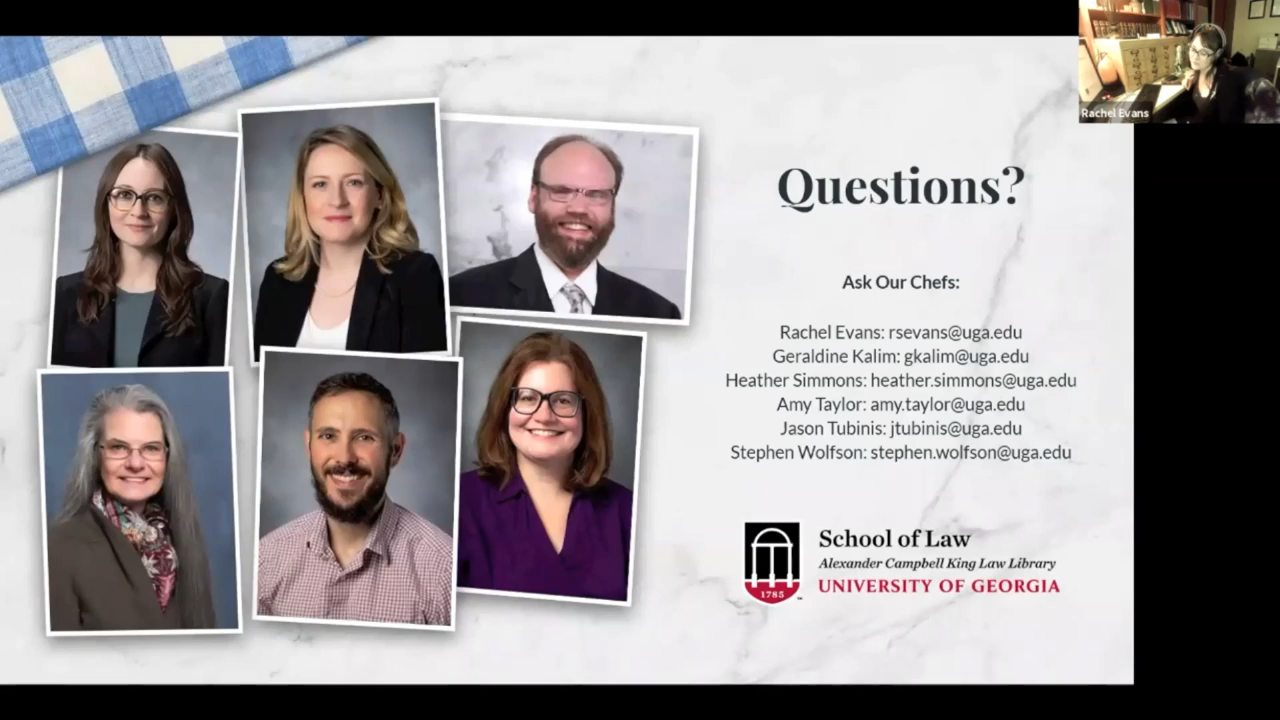 Rachel Evans
Questions?
Ask Our Chefs:
Rachel Evans: rsevans@uga.edu
Geraldine Kalim: gkalim@uga.edu
Heather Simmons: heather.simmons@uga.edu
Amy Taylor: amy.taylor@uga.edu
Jason Tubinis: jtubinis@uga.edu
Stephen Wolfson: stephen.wolfson@uga.edu
School of Law
Alexander Campbell King Law Library
UNIVERSITY OF GEORGIA
1785